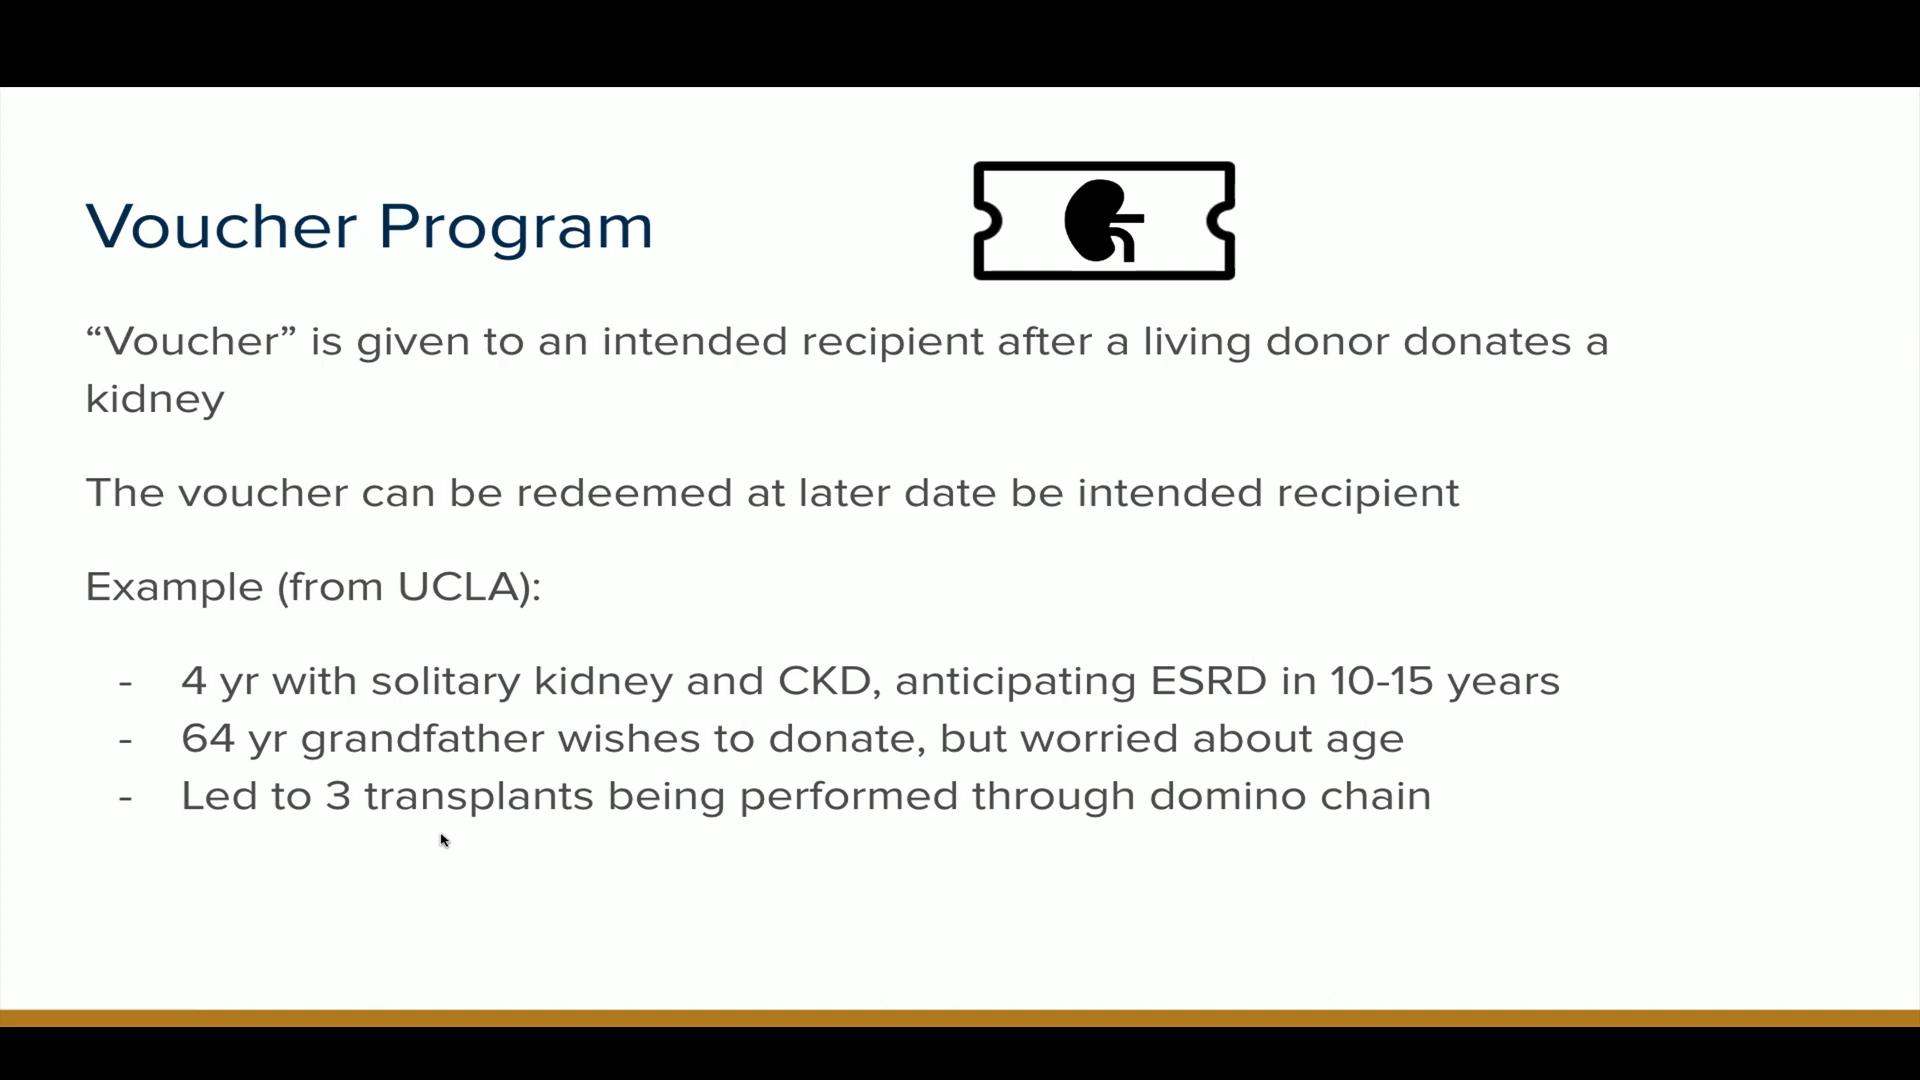 Voucher Program
“Voucher” is given to an intended recipient after a living donor donates a
kidney
The voucher can be redeemed at later date be intended recipient
Example (from UCLA):
- 4 yr with solitary kidney and CKD, anticipating ESRD in 10-15 years
- 64 yr grandfather wishes to donate, but worried about age
- Led to 3 transplants being performed through domino chain